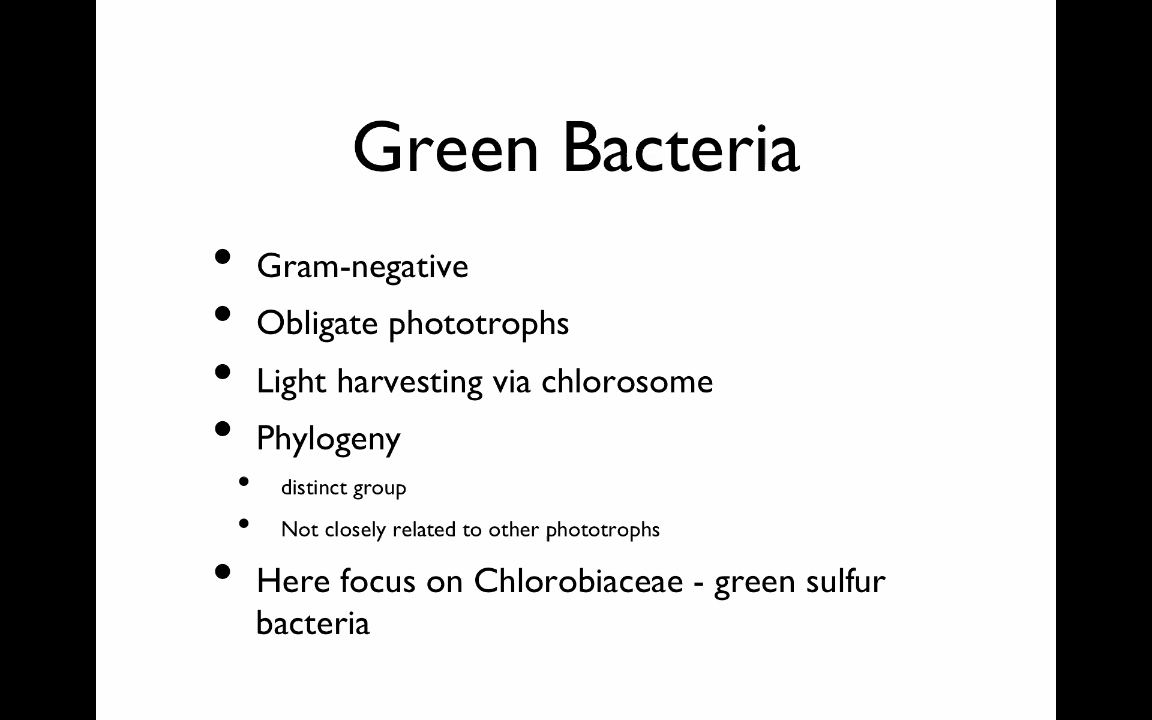 Green Bacteria
• Gram-negative
• Obligate phototrophs
• Light harvesting via chlorosome
• Phylogeny
• distinct group
• Not closely related to other phototrophs
• Here focus on Chlorobiaceae - green sulfur
bacteria